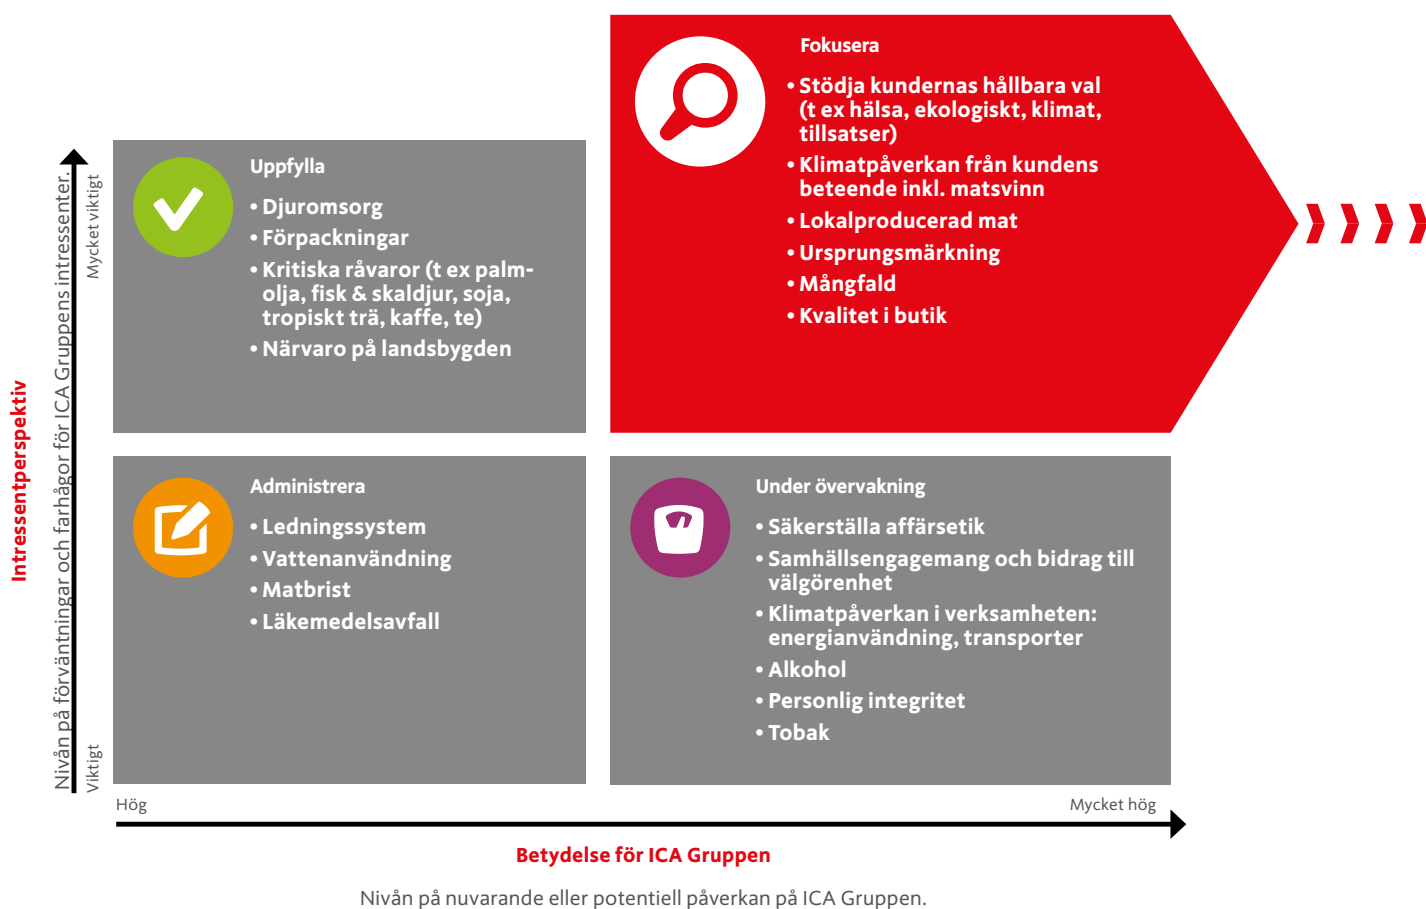 Fokusera
• Stödja kundernas hållbara val
(t ex hälsa, ekologiskt, klimat,
tillsatser)
• Klimatpåverkan från kundens
beteende inkl. matsvinn
• Lokalproducerad mat
• Ursprungsmärkning
• Mångfald
• Kvalitet i butik
Uppfylla
• Djuromsorg
• Förpackningar
• Kritiska råvaror (t ex palm-
olja, fisk & skaldjur, soja,
tropiskt trä, kaffe, te)
• Närvaro på landsbygden
Administrera
• Ledningssystem
• Vattenanvändning
• Matbrist
• Läkemedelsavfall
Under övervakning
• Säkerställa affärsetik
• Samhällsengagemang och bidrag till
välgörenhet
• Klimatpåverkan i verksamheten:
energianvändning, transporter
• Alkohol
• Personlig integritet
• Tobak
Intressentperspektiv
Nivån på förväntningar och farhågor för ICA Gruppens intressenter.
Mycket viktigt
Viktigt
Hög
Mycket hög
Betydelse för ICA Gruppen
Nivån på nuvarande eller potentiell påverkan på ICA Gruppen.